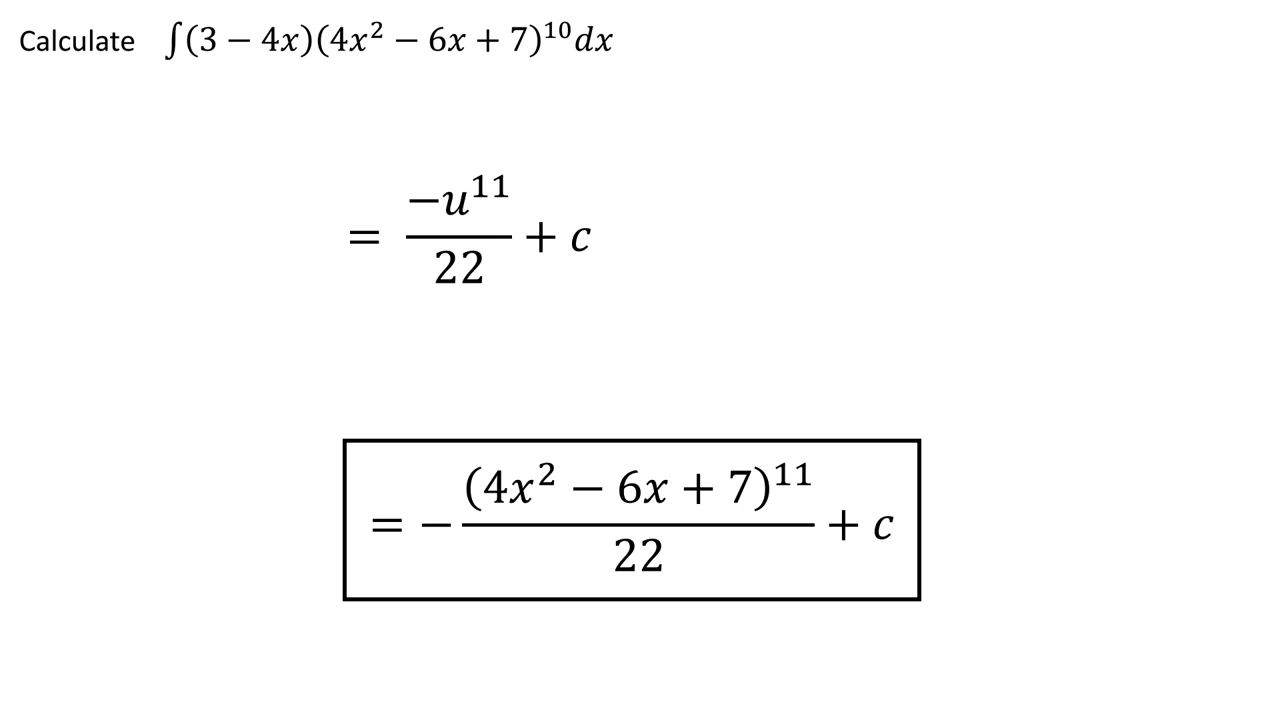 Calculate ∫(3 − 4x)(4x² − 6x + 7)¹⁰dx
= −u¹¹/22 + c
= −(4x² − 6x + 7)¹¹/22 + c